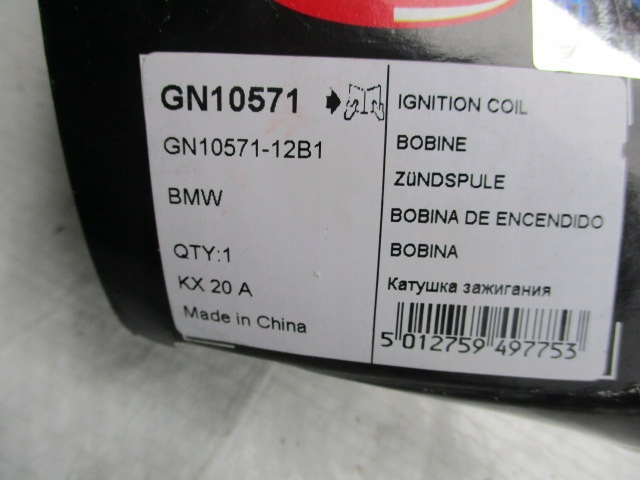 GN10571
GN10571-12B1
BMW
QTY:1
KX 20 A
Made in China
IGNITION COIL
BOBINE
ZüNDSPULE
BOBINA DE ENCENDIDO
BOBINA
Катушка зажигания
5 012759 497753